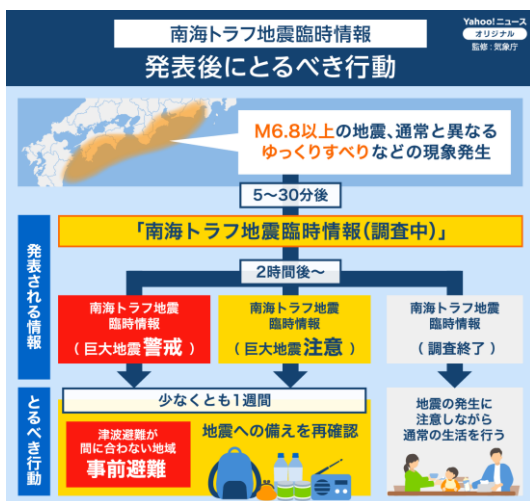 南海トラフ地震臨時情報
発表後にとるべき行動
Yahoo!ニュース
オリジナル
監修:気象庁
M6.8以上の地震、通常と異なる
ゆっくりすべりなどの現象発生
5〜30分後
発表される情報
「南海トラフ地震臨時情報(調査中)」
2時間後〜
南海トラフ地震
臨時情報
(巨大地震警戒)
南海トラフ地震
臨時情報
(巨大地震注意)
南海トラフ地震
臨時情報
(調査終了)
とるべき行動
少なくとも1週間
津波避難が
間に合わない地域
事前避難
地震への備えを再確認
地震の発生に
注意しながら
通常の生活を行う